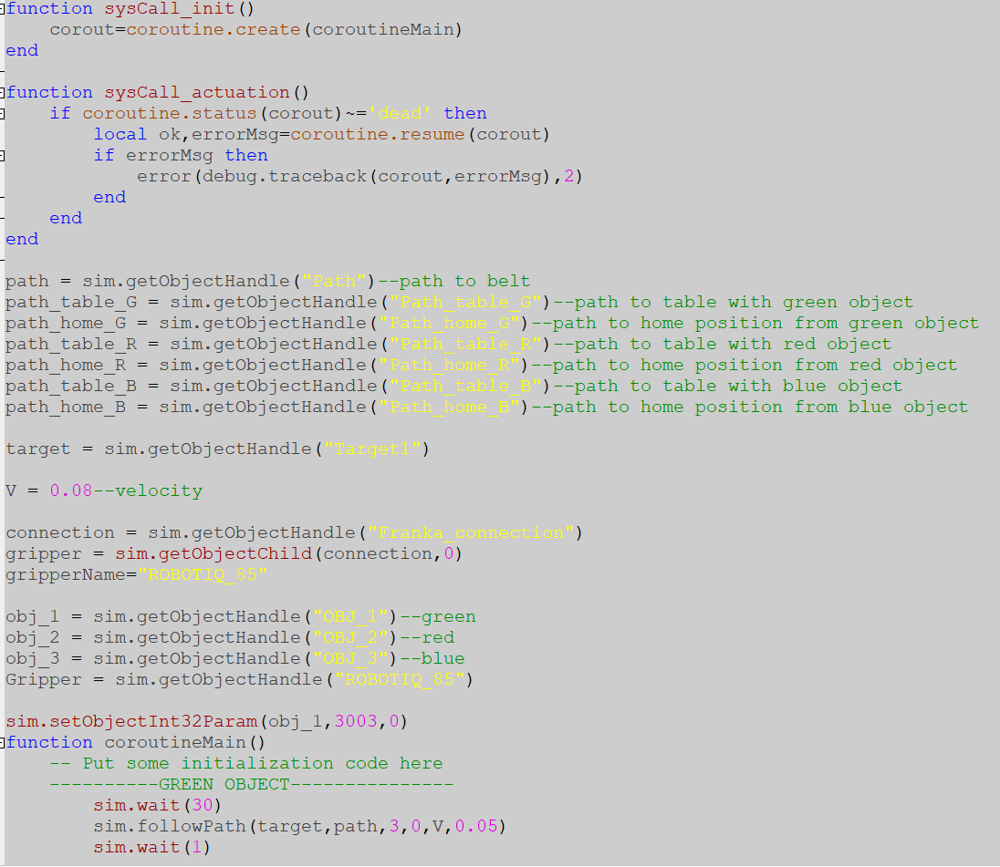 function sysCall_init()
    corout=coroutine.create(coroutineMain)
end

function sysCall_actuation()
    if coroutine.status(corout)~='dead' then
        local ok,errorMsg=coroutine.resume(corout)
        if errorMsg then
            error(debug.traceback(corout,errorMsg),2)
        end
    end
end

path = sim.getObjectHandle("Path")--path to belt
path_table_G = sim.getObjectHandle("Path_table_G")--path to table with green object
path_home_G = sim.getObjectHandle("Path_home_G")--path to home position from green object
path_table_R = sim.getObjectHandle("Path_table_R")--path to table with red object
path_home_R = sim.getObjectHandle("Path_home_R")--path to home position from red object
path_table_B = sim.getObjectHandle("Path_table_B")--path to table with blue object
path_home_B = sim.getObjectHandle("Path_home_B")--path to home position from blue object

target = sim.getObjectHandle("Target1")

V = 0.08--velocity

connection = sim.getObjectHandle("Franka_connection")
gripper = sim.getObjectChild(connection,0)
gripperName="ROBOTIQ_85"

obj_1 = sim.getObjectHandle("OBJ_1")--green
obj_2 = sim.getObjectHandle("OBJ_2")--red
obj_3 = sim.getObjectHandle("OBJ_3")--blue
Gripper = sim.getObjectHandle("ROBOTIQ_85")

sim.setObjectInt32Param(obj_1,3003,0)
function coroutineMain()
    -- Put some initialization code here
    ----------GREEN OBJECT---------------
        sim.wait(30)
        sim.followPath(target,path,3,0,V,0.05)
        sim.wait(1)